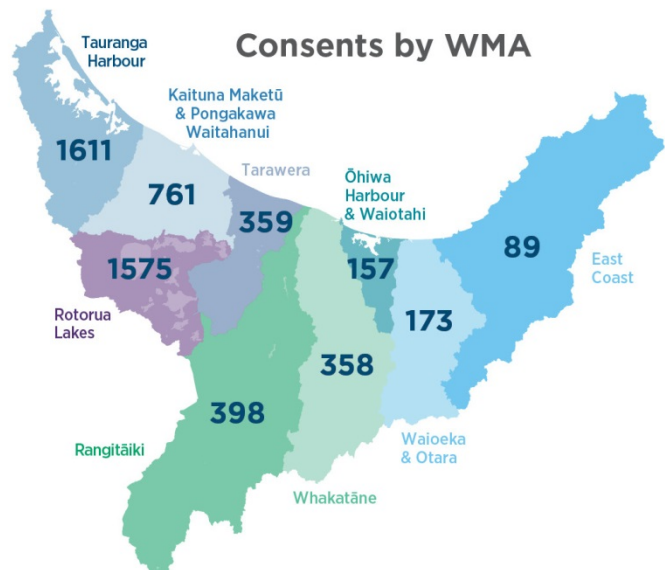 Consents by WMA
Tauranga
Harbour
1611
Kaituna Maketū
& Pongakawa
Waitahanui
761
Tarawera
359
Rotorua
Lakes
1575
Ōhiwa
Harbour
& Waiotahi
157
East
Coast
89
Waioeka
& Otara
173
Whakatāne
358
Rangitāiki
398